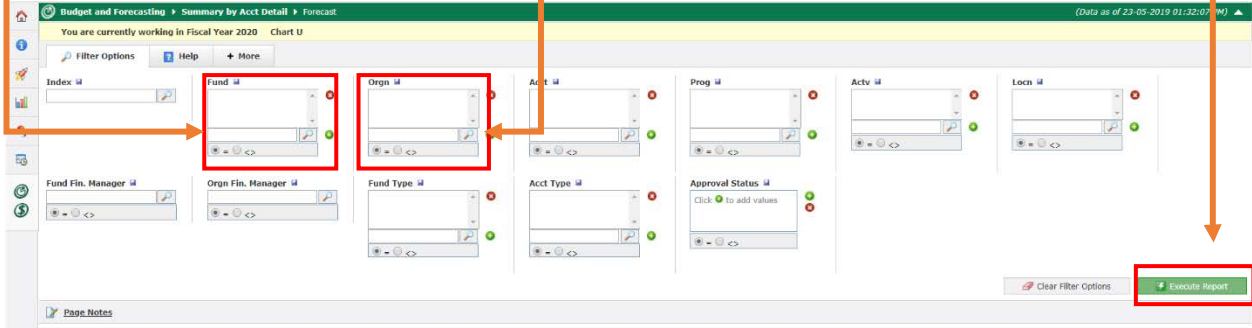 Budget and Forecasting ▸ Summary by Acct Detail ▸ Forecast (Data as of 23-05-2019 01:32:07 PM)
You are currently working in Fiscal Year 2020 Chart U
Filter Options Help + More
Index Fund Orgn Acct Prog Actv Locn
= <> = <> = <> = <> = <> = <>
Fund Fin. Manager Orgn Fin. Manager Fund Type Acct Type Approval Status
Click to add values
= <> = <> = <> = <> = <>
Clear Filter Options Execute Report
Page Notes